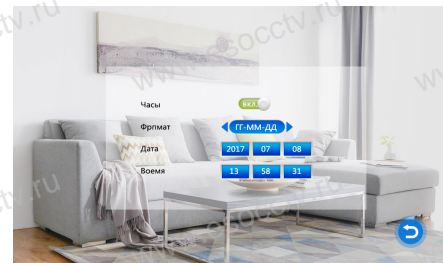 Часы ВКЛ.
Фрпмат ГГ-ММ-ДД
Дата 2017 07 08
Воемя 13 58 31